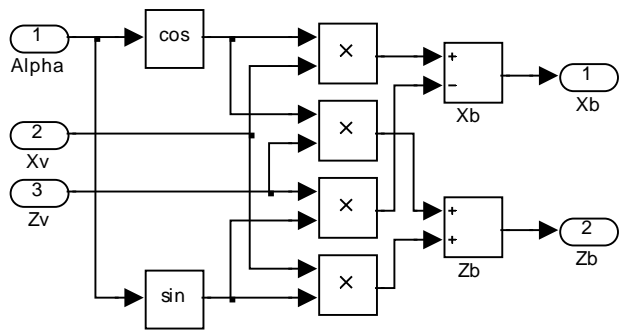 1
Alpha
cos
×
+
−
Xb
1
Xb
2
Xv
×
3
Zv
×
+
+
Zb
2
Zb
sin
×